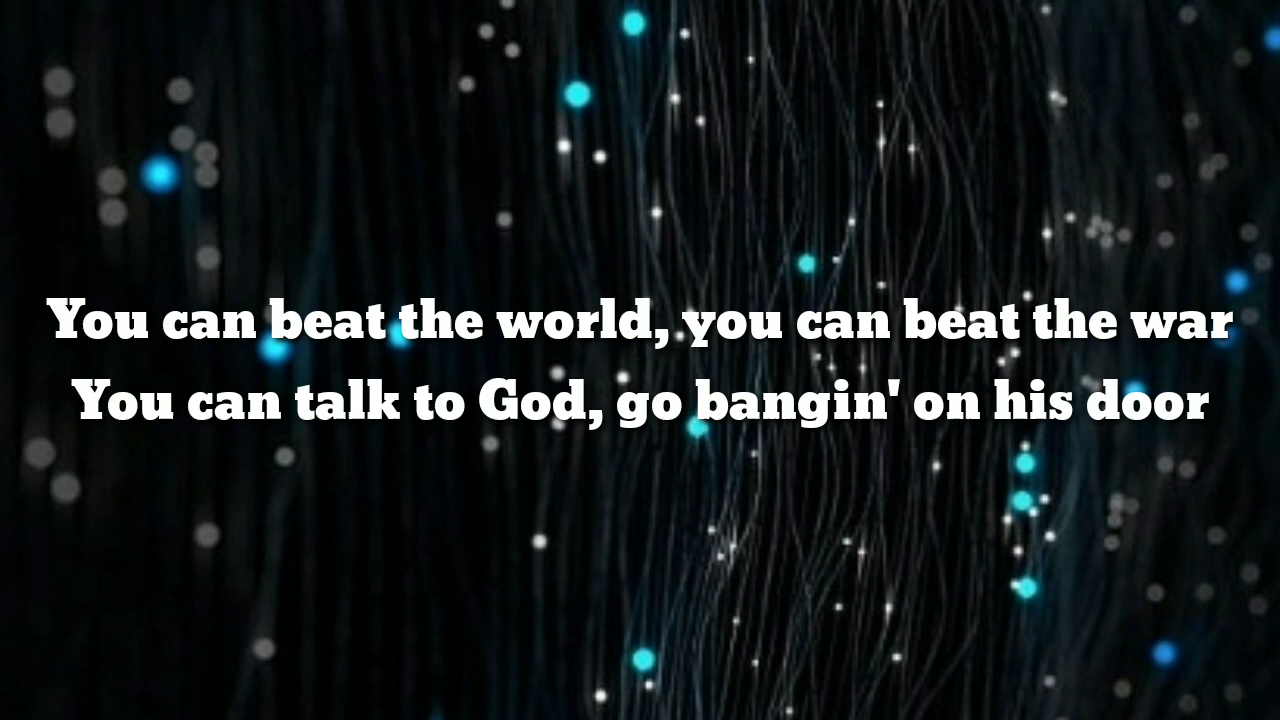 You can beat the world, you can beat the war
You can talk to God, go bangin' on his door